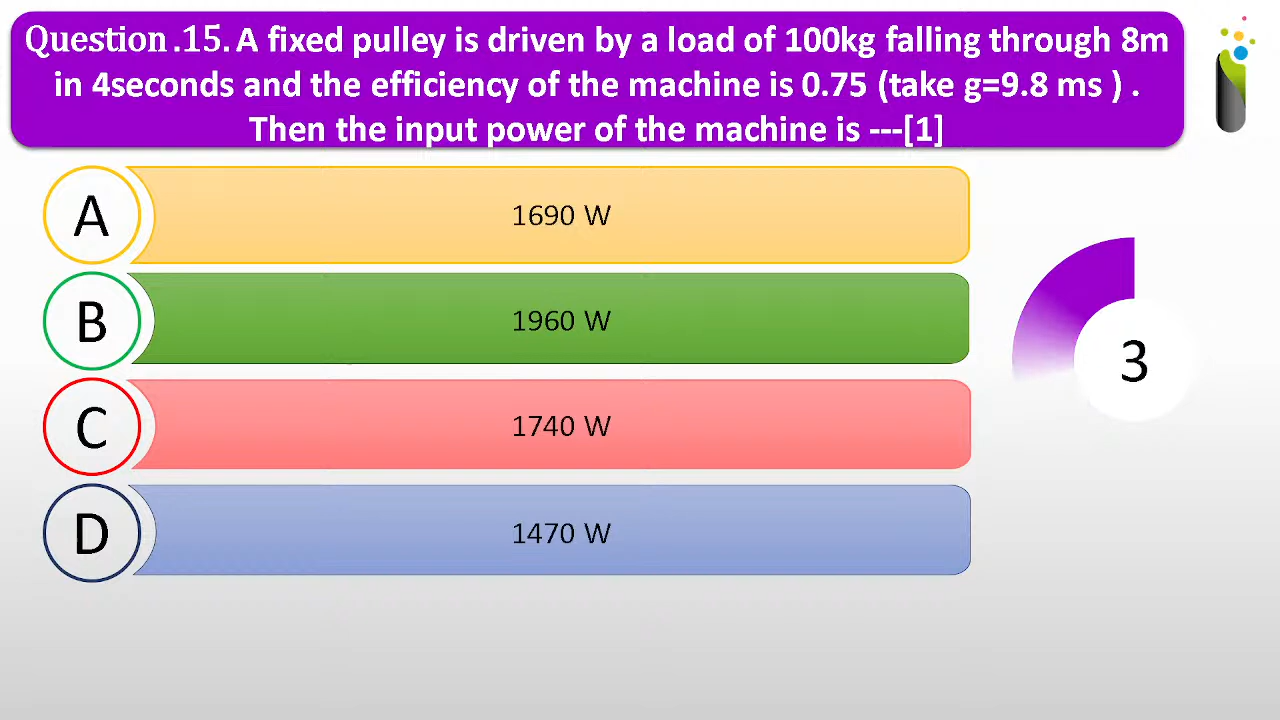 Question.15. A fixed pulley is driven by a load of 100kg falling through 8m
in 4seconds and the efficiency of the machine is 0.75 (take g=9.8 ms ) .
Then the input power of the machine is ---[1]
A
1690 W
B
1960 W
C
1740 W
D
1470 W
3